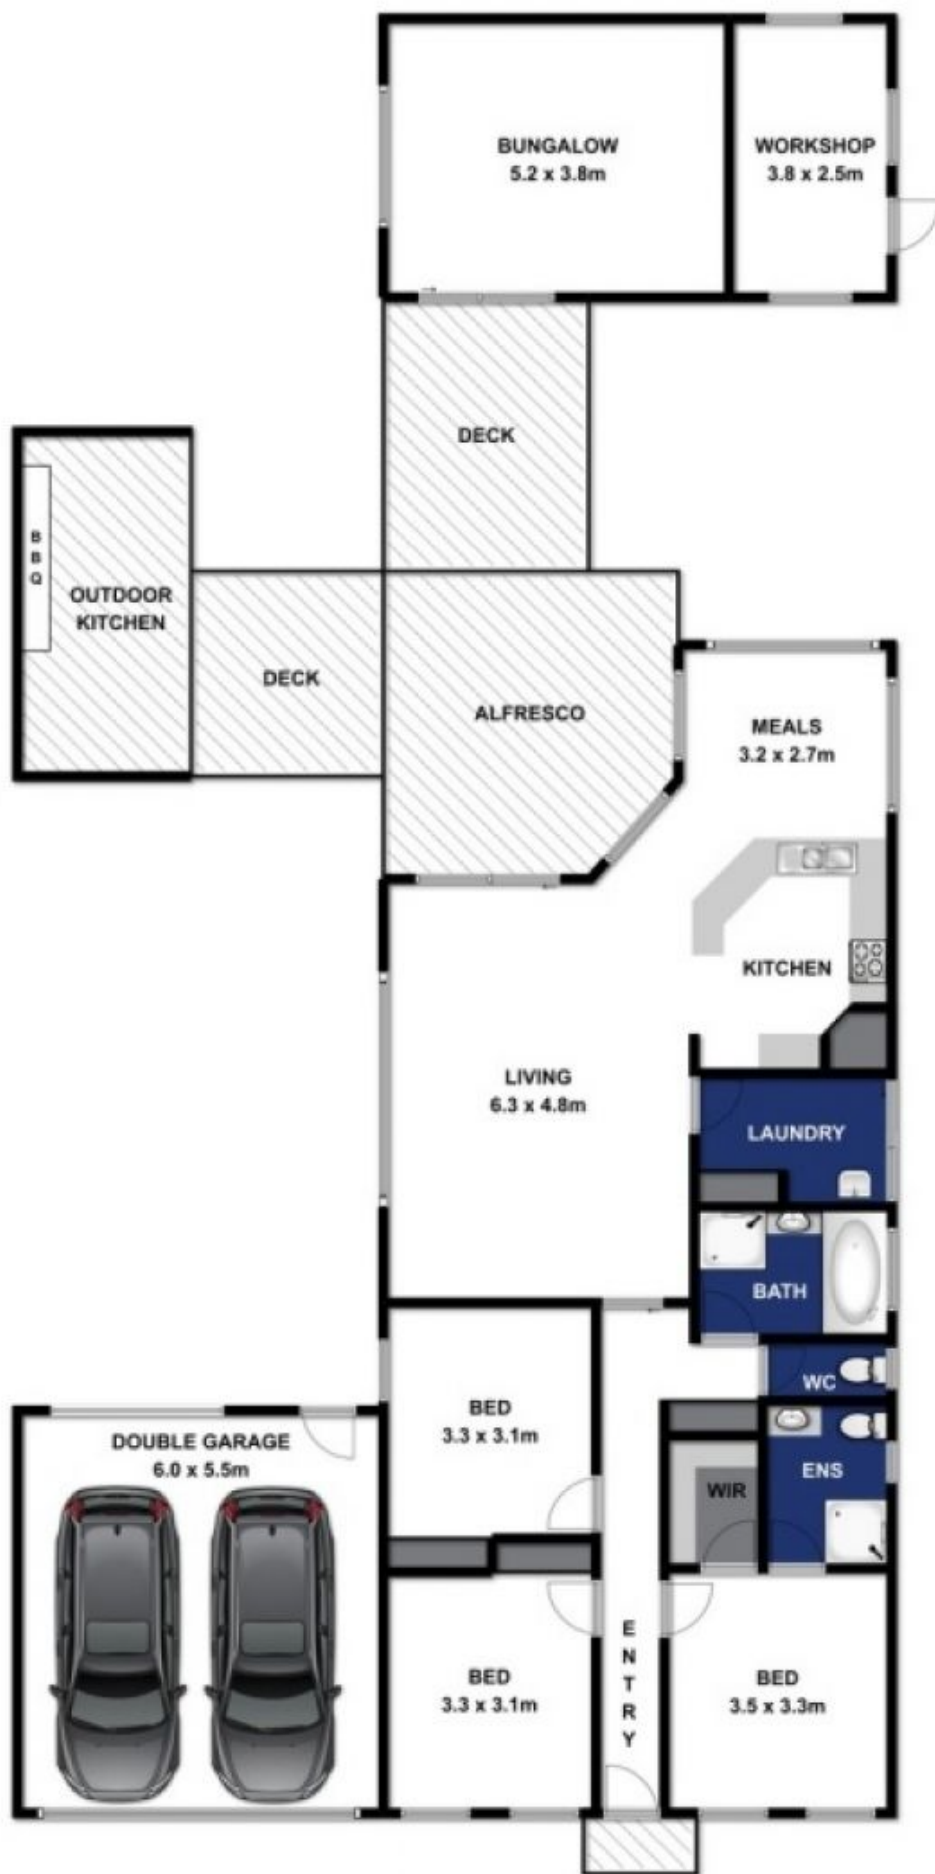 BUNGALOW
5.2 x 3.8m
WORKSHOP
3.8 x 2.5m
DECK
BBQ
OUTDOOR
KITCHEN
DECK
ALFRESCO
MEALS
3.2 x 2.7m
KITCHEN
LIVING
6.3 x 4.8m
LAUNDRY
BATH
WC
BED
3.3 x 3.1m
DOUBLE GARAGE
6.0 x 5.5m
ENS
WIR
ENTRY
BED
3.3 x 3.1m
BED
3.5 x 3.3m